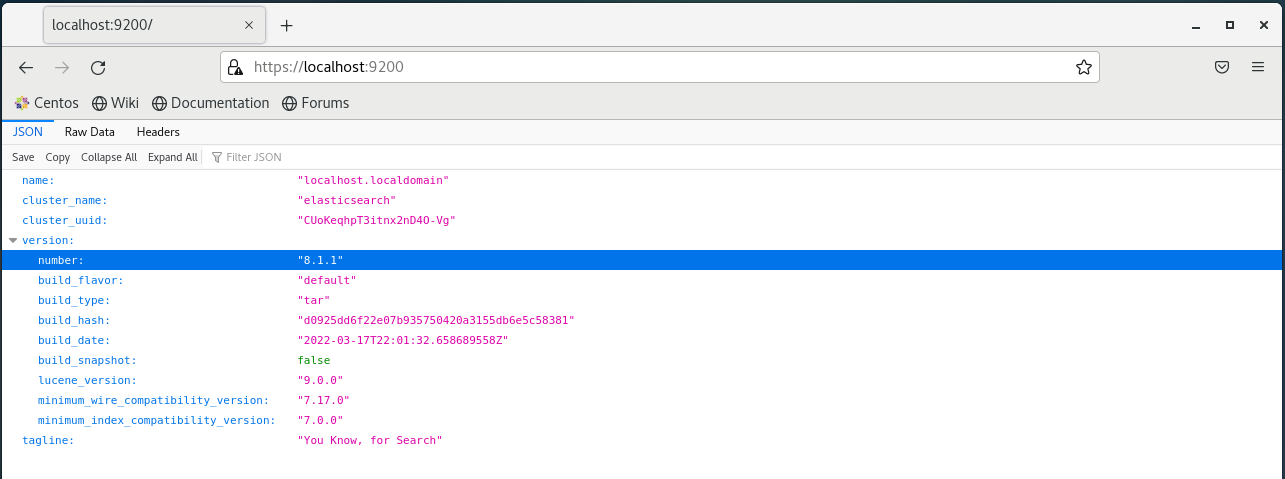 localhost:9200/
https://localhost:9200
Centos Wiki Documentation Forums
JSON Raw Data Headers
Save Copy Collapse All Expand All Filter JSON
name: "localhost.localdomain"
cluster_name: "elasticsearch"
cluster_uuid: "CUoKeqhpT3itnx2nD4O-Vg"
version:
number: "8.1.1"
build_flavor: "default"
build_type: "tar"
build_hash: "d0925dd6f22e07b935750420a3155db6e5c58381"
build_date: "2022-03-17T22:01:32.658689558Z"
build_snapshot: false
lucene_version: "9.0.0"
minimum_wire_compatibility_version: "7.17.0"
minimum_index_compatibility_version: "7.0.0"
tagline: "You Know, for Search"